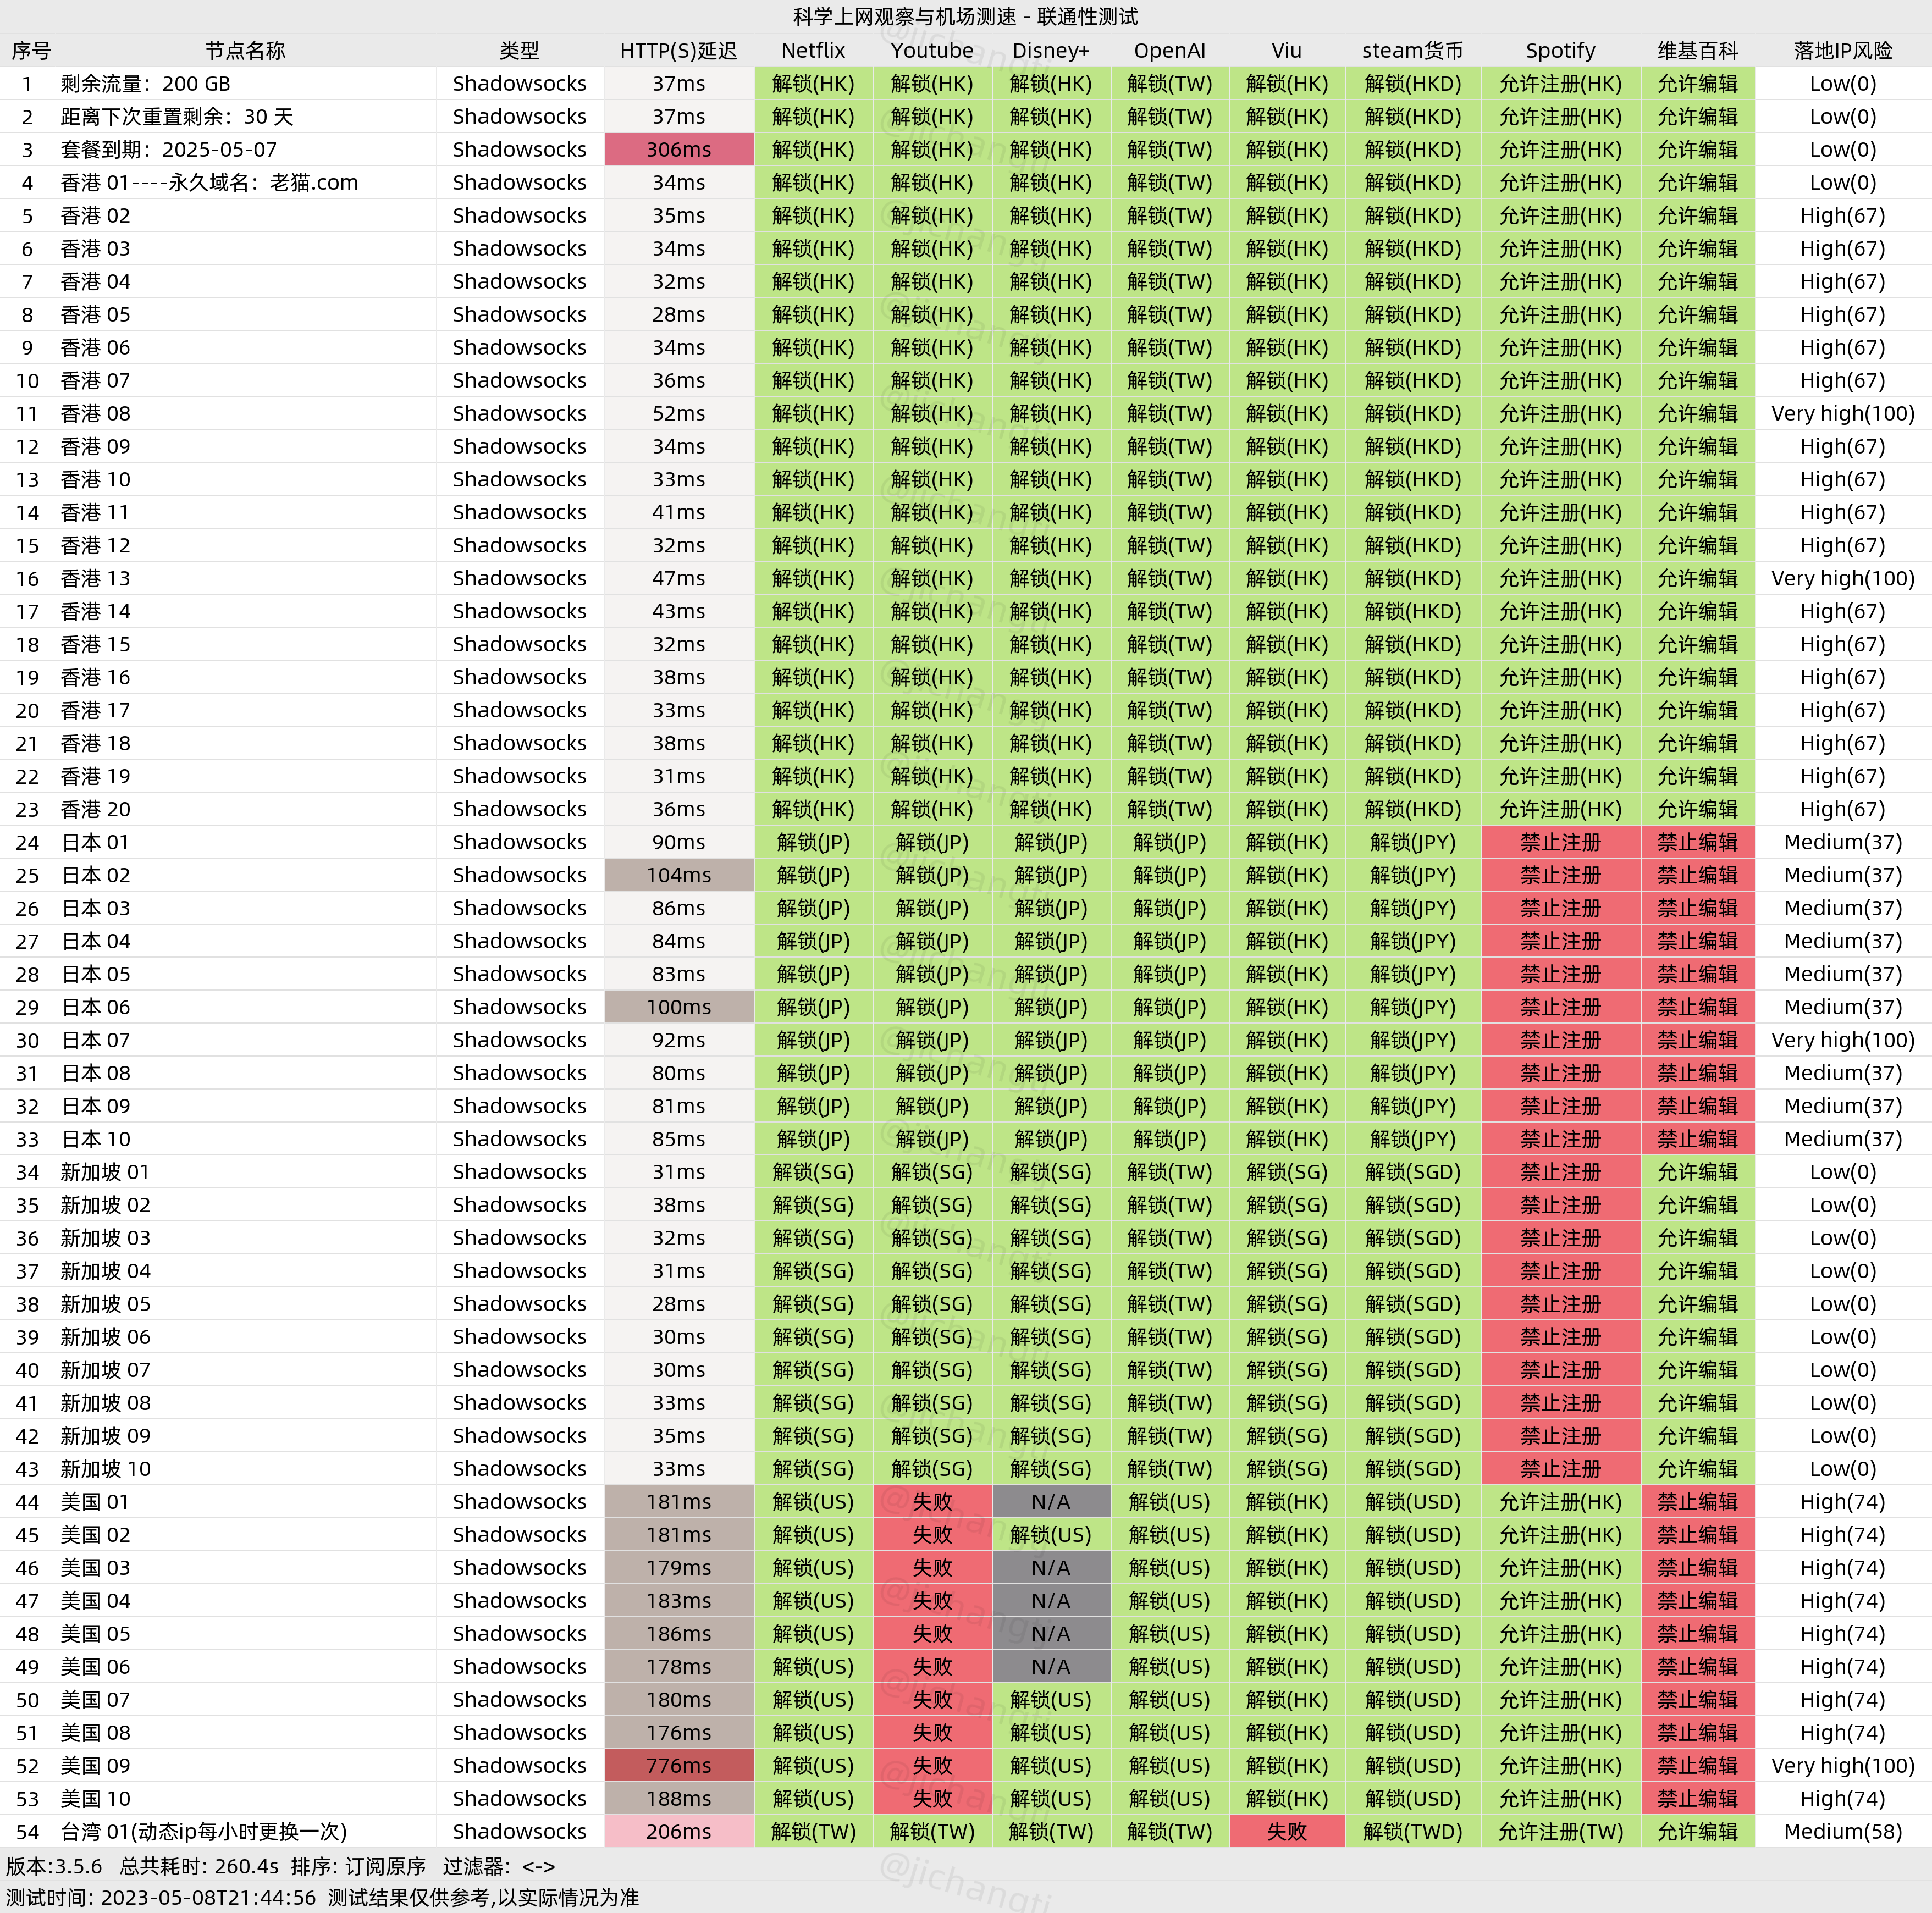 科学上网观察与机场测速 - 联通性测试
序号 节点名称 类型 HTTP(S)延迟 Netflix Youtube Disney+ OpenAI Viu steam货币 Spotify 维基百科 落地IP风险
1 剩余流量：200 GB Shadowsocks 37ms 解锁(HK) 解锁(HK) 解锁(HK) 解锁(TW) 解锁(HK) 解锁(HKD) 允许注册(HK) 允许编辑 Low(0)
2 距离下次重置剩余：30 天 Shadowsocks 37ms 解锁(HK) 解锁(HK) 解锁(HK) 解锁(TW) 解锁(HK) 解锁(HKD) 允许注册(HK) 允许编辑 Low(0)
3 套餐到期：2025-05-07 Shadowsocks 306ms 解锁(HK) 解锁(HK) 解锁(HK) 解锁(TW) 解锁(HK) 解锁(HKD) 允许注册(HK) 允许编辑 Low(0)
4 香港 01----永久域名：老猫.com Shadowsocks 34ms 解锁(HK) 解锁(HK) 解锁(HK) 解锁(TW) 解锁(HK) 解锁(HKD) 允许注册(HK) 允许编辑 Low(0)
5 香港 02 Shadowsocks 35ms 解锁(HK) 解锁(HK) 解锁(HK) 解锁(TW) 解锁(HK) 解锁(HKD) 允许注册(HK) 允许编辑 High(67)
6 香港 03 Shadowsocks 34ms 解锁(HK) 解锁(HK) 解锁(HK) 解锁(TW) 解锁(HK) 解锁(HKD) 允许注册(HK) 允许编辑 High(67)
7 香港 04 Shadowsocks 32ms 解锁(HK) 解锁(HK) 解锁(HK) 解锁(TW) 解锁(HK) 解锁(HKD) 允许注册(HK) 允许编辑 High(67)
8 香港 05 Shadowsocks 28ms 解锁(HK) 解锁(HK) 解锁(HK) 解锁(TW) 解锁(HK) 解锁(HKD) 允许注册(HK) 允许编辑 High(67)
9 香港 06 Shadowsocks 34ms 解锁(HK) 解锁(HK) 解锁(HK) 解锁(TW) 解锁(HK) 解锁(HKD) 允许注册(HK) 允许编辑 High(67)
10 香港 07 Shadowsocks 36ms 解锁(HK) 解锁(HK) 解锁(HK) 解锁(TW) 解锁(HK) 解锁(HKD) 允许注册(HK) 允许编辑 High(67)
11 香港 08 Shadowsocks 52ms 解锁(HK) 解锁(HK) 解锁(HK) 解锁(TW) 解锁(HK) 解锁(HKD) 允许注册(HK) 允许编辑 Very high(100)
12 香港 09 Shadowsocks 34ms 解锁(HK) 解锁(HK) 解锁(HK) 解锁(TW) 解锁(HK) 解锁(HKD) 允许注册(HK) 允许编辑 High(67)
13 香港 10 Shadowsocks 33ms 解锁(HK) 解锁(HK) 解锁(HK) 解锁(TW) 解锁(HK) 解锁(HKD) 允许注册(HK) 允许编辑 High(67)
14 香港 11 Shadowsocks 41ms 解锁(HK) 解锁(HK) 解锁(HK) 解锁(TW) 解锁(HK) 解锁(HKD) 允许注册(HK) 允许编辑 High(67)
15 香港 12 Shadowsocks 32ms 解锁(HK) 解锁(HK) 解锁(HK) 解锁(TW) 解锁(HK) 解锁(HKD) 允许注册(HK) 允许编辑 High(67)
16 香港 13 Shadowsocks 47ms 解锁(HK) 解锁(HK) 解锁(HK) 解锁(TW) 解锁(HK) 解锁(HKD) 允许注册(HK) 允许编辑 Very high(100)
17 香港 14 Shadowsocks 43ms 解锁(HK) 解锁(HK) 解锁(HK) 解锁(TW) 解锁(HK) 解锁(HKD) 允许注册(HK) 允许编辑 High(67)
18 香港 15 Shadowsocks 32ms 解锁(HK) 解锁(HK) 解锁(HK) 解锁(TW) 解锁(HK) 解锁(HKD) 允许注册(HK) 允许编辑 High(67)
19 香港 16 Shadowsocks 38ms 解锁(HK) 解锁(HK) 解锁(HK) 解锁(TW) 解锁(HK) 解锁(HKD) 允许注册(HK) 允许编辑 High(67)
20 香港 17 Shadowsocks 33ms 解锁(HK) 解锁(HK) 解锁(HK) 解锁(TW) 解锁(HK) 解锁(HKD) 允许注册(HK) 允许编辑 High(67)
21 香港 18 Shadowsocks 38ms 解锁(HK) 解锁(HK) 解锁(HK) 解锁(TW) 解锁(HK) 解锁(HKD) 允许注册(HK) 允许编辑 High(67)
22 香港 19 Shadowsocks 31ms 解锁(HK) 解锁(HK) 解锁(HK) 解锁(TW) 解锁(HK) 解锁(HKD) 允许注册(HK) 允许编辑 High(67)
23 香港 20 Shadowsocks 36ms 解锁(HK) 解锁(HK) 解锁(HK) 解锁(TW) 解锁(HK) 解锁(HKD) 允许注册(HK) 允许编辑 High(67)
24 日本 01 Shadowsocks 90ms 解锁(JP) 解锁(JP) 解锁(JP) 解锁(JP) 解锁(HK) 解锁(JPY) 禁止注册 禁止编辑 Medium(37)
25 日本 02 Shadowsocks 104ms 解锁(JP) 解锁(JP) 解锁(JP) 解锁(JP) 解锁(HK) 解锁(JPY) 禁止注册 禁止编辑 Medium(37)
26 日本 03 Shadowsocks 86ms 解锁(JP) 解锁(JP) 解锁(JP) 解锁(JP) 解锁(HK) 解锁(JPY) 禁止注册 禁止编辑 Medium(37)
27 日本 04 Shadowsocks 84ms 解锁(JP) 解锁(JP) 解锁(JP) 解锁(JP) 解锁(HK) 解锁(JPY) 禁止注册 禁止编辑 Medium(37)
28 日本 05 Shadowsocks 83ms 解锁(JP) 解锁(JP) 解锁(JP) 解锁(JP) 解锁(HK) 解锁(JPY) 禁止注册 禁止编辑 Medium(37)
29 日本 06 Shadowsocks 100ms 解锁(JP) 解锁(JP) 解锁(JP) 解锁(JP) 解锁(HK) 解锁(JPY) 禁止注册 禁止编辑 Medium(37)
30 日本 07 Shadowsocks 92ms 解锁(JP) 解锁(JP) 解锁(JP) 解锁(JP) 解锁(HK) 解锁(JPY) 禁止注册 禁止编辑 Very high(100)
31 日本 08 Shadowsocks 80ms 解锁(JP) 解锁(JP) 解锁(JP) 解锁(JP) 解锁(HK) 解锁(JPY) 禁止注册 禁止编辑 Medium(37)
32 日本 09 Shadowsocks 81ms 解锁(JP) 解锁(JP) 解锁(JP) 解锁(JP) 解锁(HK) 解锁(JPY) 禁止注册 禁止编辑 Medium(37)
33 日本 10 Shadowsocks 85ms 解锁(JP) 解锁(JP) 解锁(JP) 解锁(JP) 解锁(HK) 解锁(JPY) 禁止注册 禁止编辑 Medium(37)
34 新加坡 01 Shadowsocks 31ms 解锁(SG) 解锁(SG) 解锁(SG) 解锁(TW) 解锁(SG) 解锁(SGD) 禁止注册 允许编辑 Low(0)
35 新加坡 02 Shadowsocks 38ms 解锁(SG) 解锁(SG) 解锁(SG) 解锁(TW) 解锁(SG) 解锁(SGD) 禁止注册 允许编辑 Low(0)
36 新加坡 03 Shadowsocks 32ms 解锁(SG) 解锁(SG) 解锁(SG) 解锁(TW) 解锁(SG) 解锁(SGD) 禁止注册 允许编辑 Low(0)
37 新加坡 04 Shadowsocks 31ms 解锁(SG) 解锁(SG) 解锁(SG) 解锁(TW) 解锁(SG) 解锁(SGD) 禁止注册 允许编辑 Low(0)
38 新加坡 05 Shadowsocks 28ms 解锁(SG) 解锁(SG) 解锁(SG) 解锁(TW) 解锁(SG) 解锁(SGD) 禁止注册 允许编辑 Low(0)
39 新加坡 06 Shadowsocks 30ms 解锁(SG) 解锁(SG) 解锁(SG) 解锁(TW) 解锁(SG) 解锁(SGD) 禁止注册 允许编辑 Low(0)
40 新加坡 07 Shadowsocks 30ms 解锁(SG) 解锁(SG) 解锁(SG) 解锁(TW) 解锁(SG) 解锁(SGD) 禁止注册 允许编辑 Low(0)
41 新加坡 08 Shadowsocks 33ms 解锁(SG) 解锁(SG) 解锁(SG) 解锁(TW) 解锁(SG) 解锁(SGD) 禁止注册 允许编辑 Low(0)
42 新加坡 09 Shadowsocks 35ms 解锁(SG) 解锁(SG) 解锁(SG) 解锁(TW) 解锁(SG) 解锁(SGD) 禁止注册 允许编辑 Low(0)
43 新加坡 10 Shadowsocks 33ms 解锁(SG) 解锁(SG) 解锁(SG) 解锁(TW) 解锁(SG) 解锁(SGD) 禁止注册 允许编辑 Low(0)
44 美国 01 Shadowsocks 181ms 解锁(US) 失败 N/A 解锁(US) 解锁(HK) 解锁(USD) 允许注册(HK) 禁止编辑 High(74)
45 美国 02 Shadowsocks 181ms 解锁(US) 失败 解锁(US) 解锁(US) 解锁(HK) 解锁(USD) 允许注册(HK) 禁止编辑 High(74)
46 美国 03 Shadowsocks 179ms 解锁(US) 失败 N/A 解锁(US) 解锁(HK) 解锁(USD) 允许注册(HK) 禁止编辑 High(74)
47 美国 04 Shadowsocks 183ms 解锁(US) 失败 N/A 解锁(US) 解锁(HK) 解锁(USD) 允许注册(HK) 禁止编辑 High(74)
48 美国 05 Shadowsocks 186ms 解锁(US) 失败 N/A 解锁(US) 解锁(HK) 解锁(USD) 允许注册(HK) 禁止编辑 High(74)
49 美国 06 Shadowsocks 178ms 解锁(US) 失败 N/A 解锁(US) 解锁(HK) 解锁(USD) 允许注册(HK) 禁止编辑 High(74)
50 美国 07 Shadowsocks 180ms 解锁(US) 失败 解锁(US) 解锁(US) 解锁(HK) 解锁(USD) 允许注册(HK) 禁止编辑 High(74)
51 美国 08 Shadowsocks 176ms 解锁(US) 失败 解锁(US) 解锁(US) 解锁(HK) 解锁(USD) 允许注册(HK) 禁止编辑 High(74)
52 美国 09 Shadowsocks 776ms 解锁(US) 失败 解锁(US) 解锁(US) 解锁(HK) 解锁(USD) 允许注册(HK) 禁止编辑 Very high(100)
53 美国 10 Shadowsocks 188ms 解锁(US) 失败 解锁(US) 解锁(US) 解锁(HK) 解锁(USD) 允许注册(HK) 禁止编辑 High(74)
54 台湾 01(动态ip每小时更换一次) Shadowsocks 206ms 解锁(TW) 解锁(TW) 解锁(TW) 解锁(TW) 失败 解锁(TWD) 允许注册(TW) 允许编辑 Medium(58)
版本:3.5.6 总共耗时: 260.4s 排序: 订阅原序 过滤器: <->
测试时间: 2023-05-08T21:44:56 测试结果仅供参考,以实际情况为准
@jichangti